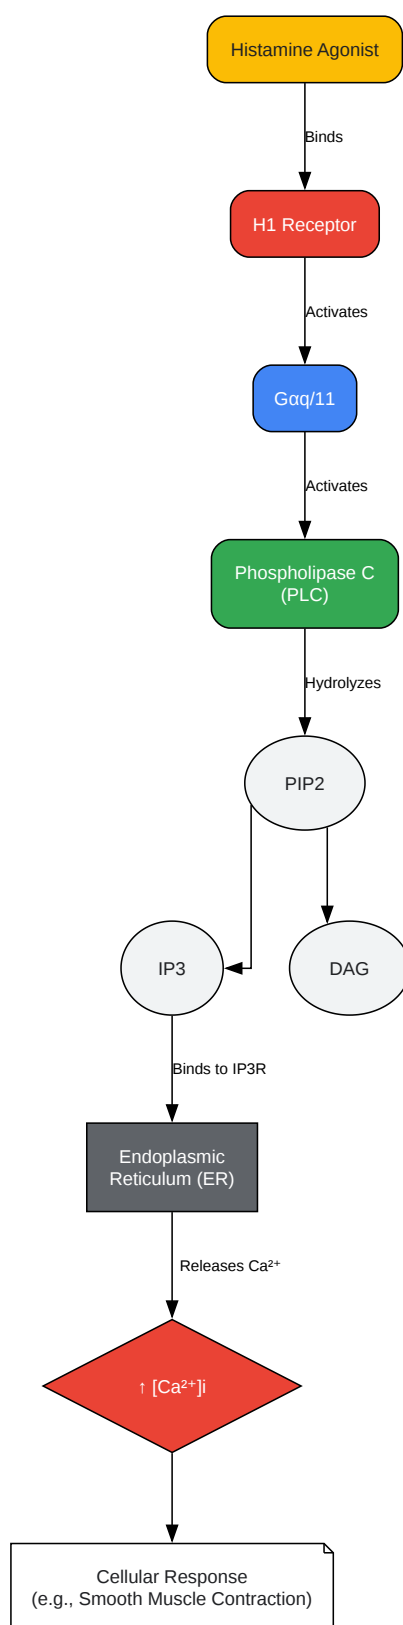 Histamine Agonist
Binds
H1 Receptor
Activates
Gαq/11
Activates
Phospholipase C
(PLC)
Hydrolyzes
PIP2
IP3
DAG
Binds to IP3R
Endoplasmic
Reticulum (ER)
Releases Ca²⁺
↑ [Ca²⁺]i
Cellular Response
(e.g., Smooth Muscle Contraction)